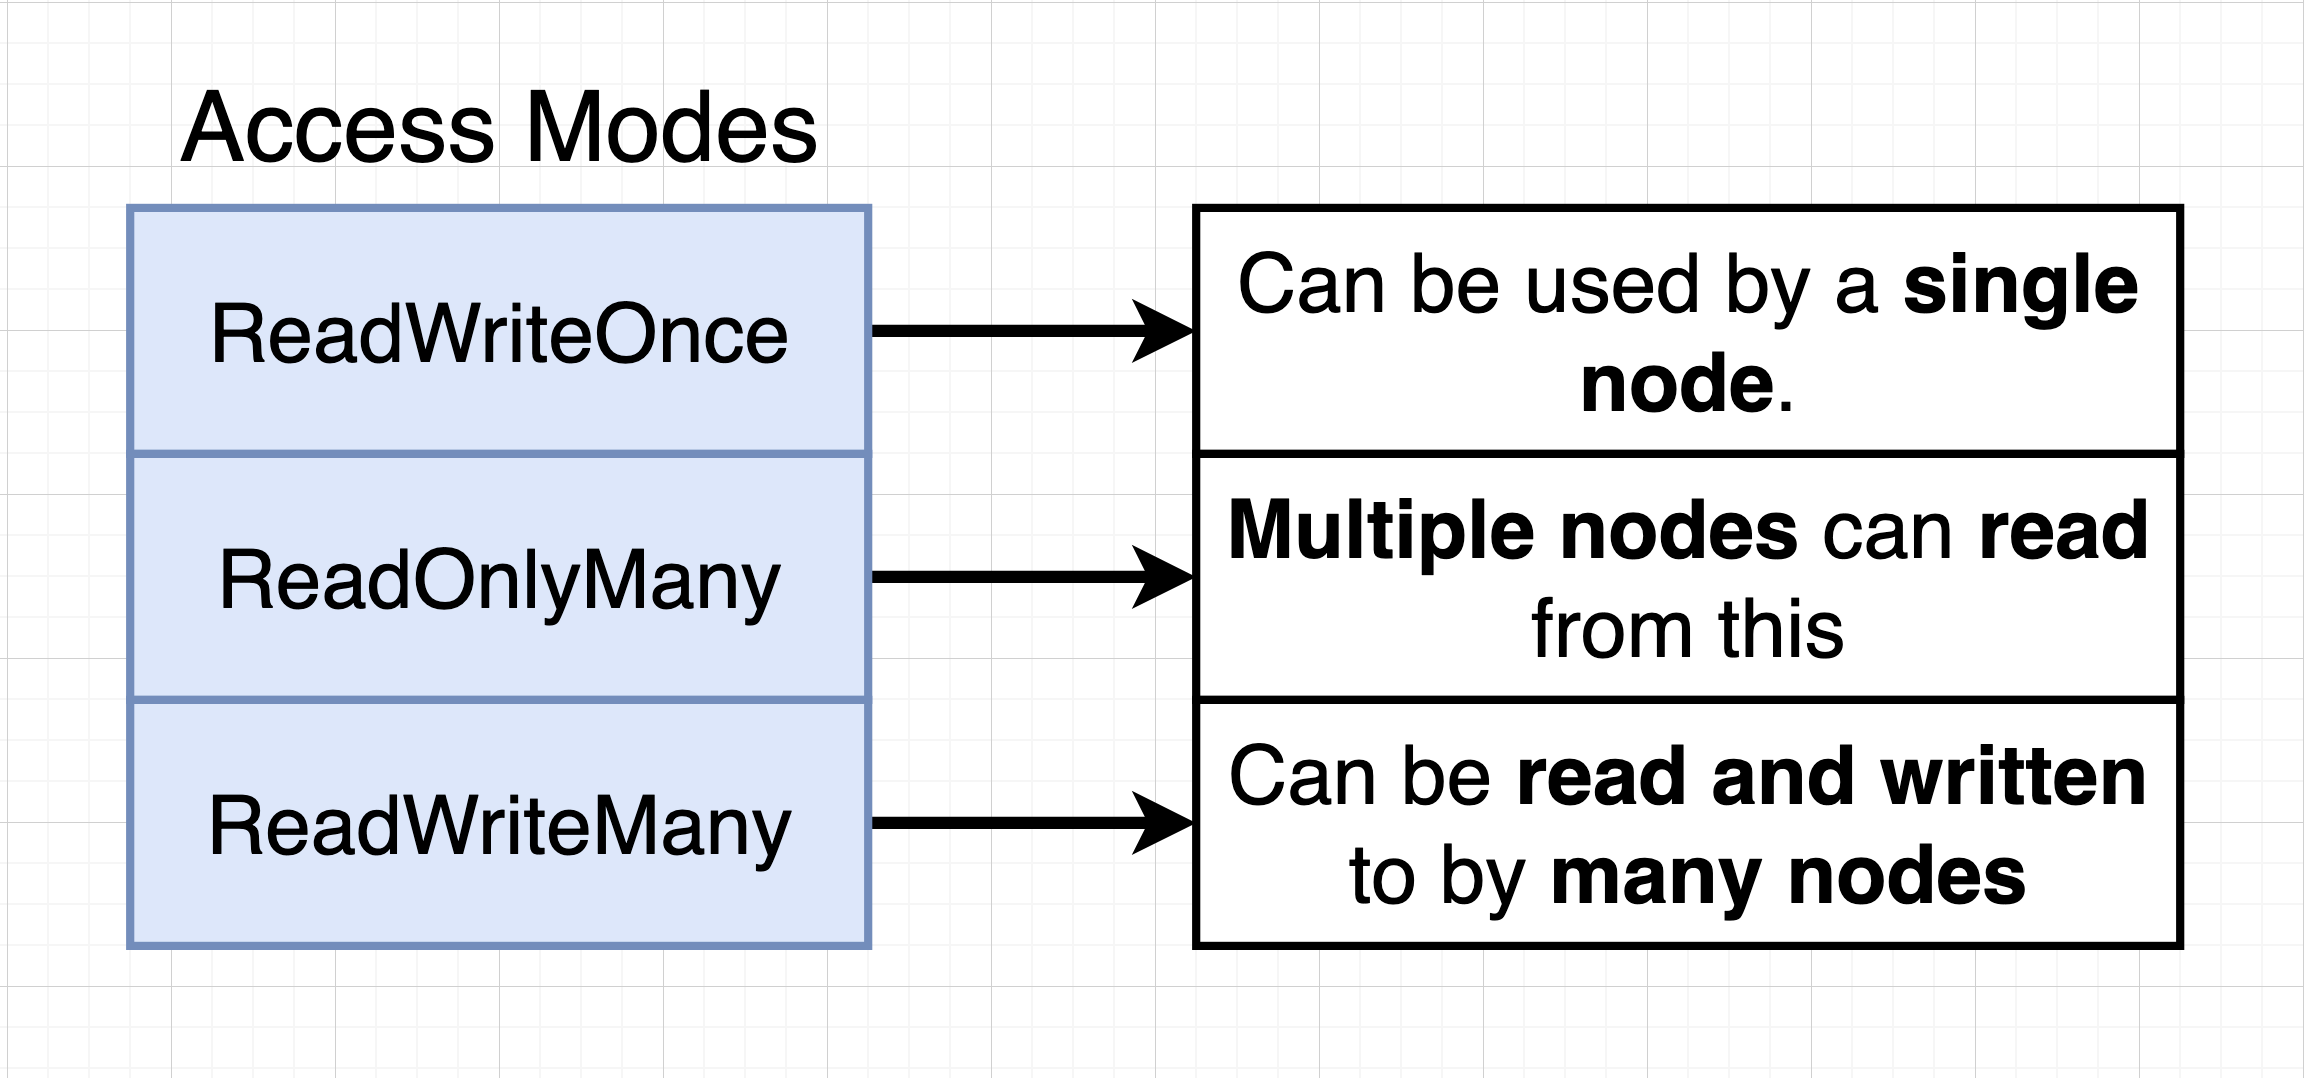 Access Modes
ReadWriteOnce
Can be used by a single
node.
ReadOnlyMany
Multiple nodes can read
from this
ReadWriteMany
Can be read and written
to by many nodes